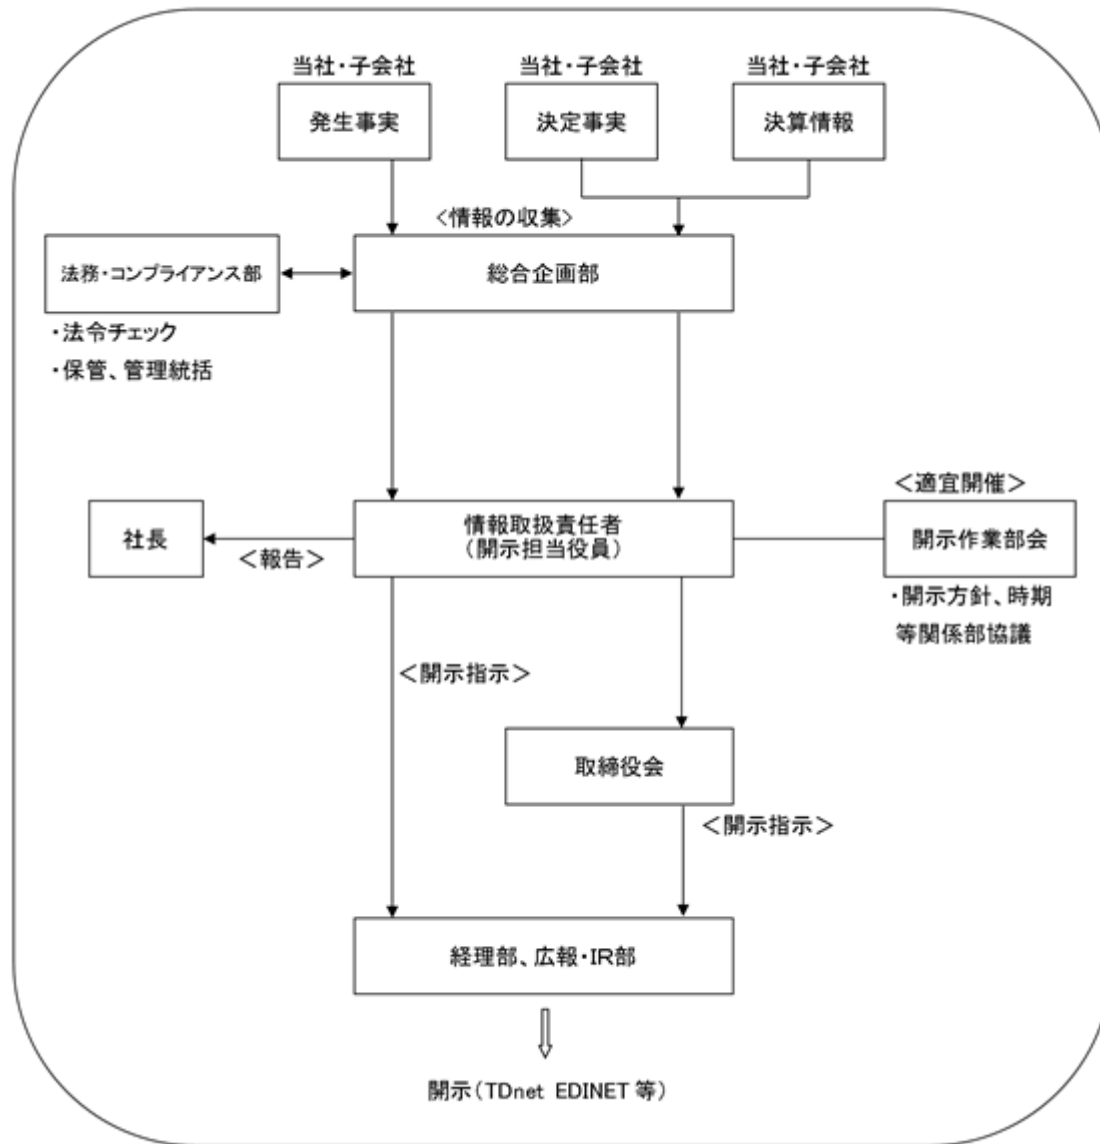 当社・子会社
当社・子会社
当社・子会社
発生事実
決定事実
決算情報
<情報の収集>
法務・コンプライアンス部
総合企画部
・法令チェック
・保管、管理統括
<適宜開催>
社長
情報取扱責任者
(開示担当役員)
開示作業部会
<報告>
・開示方針、時期
等関係部協議
<開示指示>
取締役会
<開示指示>
経理部、広報・IR部
開示(TDnet EDINET 等)